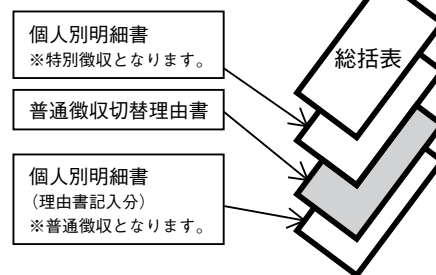 個人別明細書
※特別徴収となります。
総括表
普通徴収切替理由書
個人別明細書
（理由書記入分）
※普通徴収となります。